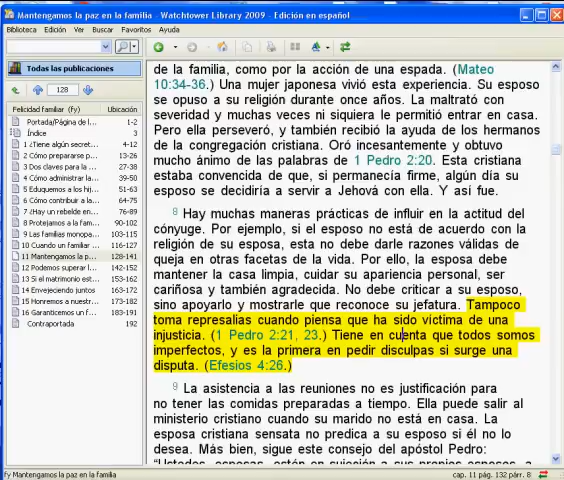 Mantengamos la paz en la familia - Watchtower Library 2009 - Edición en español
Biblioteca Edición Ver Buscar Favoritos Ayuda
Todas las publicaciones
128
Felicidad familiar (fy) Ubicación
Portada/Página de l... 1-2
Índice 3
1 ¿Tiene algún secret... 4-12
2 Cómo prepararse p... 13-26
3 Dos claves para la ... 27-38
4 Cómo administrar la... 39-50
5 Eduquemos a los hij... 51-63
6 Cómo contribuir a la... 64-75
7 ¿Hay un rebelde en... 76-89
8 Protejamos a la fam... 90-102
9 Las familias monopa... 103-115
10 Cuando un familiar ... 116-127
11 Mantengamos la p... 128-141
12 Podemos superar l... 142-152
13 Si el matrimonio est... 153-162
14 Envejeciendo juntos 163-172
15 Honremos a nuestr... 173-182
16 Garanticemos un f... 183-191
Contraportada 192
de la familia, como por la acción de una espada. (Mateo
10:34-36.) Una mujer japonesa vivió esta experiencia. Su esposo
se opuso a su religión durante once años. La maltrató con
severidad y muchas veces ni siquiera le permitió entrar en casa.
Pero ella perseveró, y también recibió la ayuda de los hermanos
de la congregación cristiana. Oró incesantemente y obtuvo
mucho ánimo de las palabras de 1 Pedro 2:20. Esta cristiana
estaba convencida de que, si permanecía firme, algún día su
esposo se decidiría a servir a Jehová con ella. Y así fue.
8 Hay muchas maneras prácticas de influir en la actitud del
cónyuge. Por ejemplo, si el esposo no está de acuerdo con la
religión de su esposa, esta no debe darle razones válidas de
queja en otras facetas de la vida. Por ello, la esposa debe
mantener la casa limpia, cuidar su apariencia personal, ser
cariñosa y también agradecida. No debe criticar a su esposo,
sino apoyarlo y mostrarle que reconoce su jefatura. Tampoco
toma represalias cuando piensa que ha sido víctima de una
injusticia. (1 Pedro 2:21, 23.) Tiene en cuenta que todos somos
imperfectos, y es la primera en pedir disculpas si surge una
disputa. (Efesios 4:26.)
9 La asistencia a las reuniones no es justificación para
no tener las comidas preparadas a tiempo. Ella puede salir al
ministerio cristiano cuando su marido no está en casa. La
esposa cristiana sensata no predica a su esposo si él no lo
desea. Más bien, sigue este consejo del apóstol Pedro:
“Ustedes, esposas, estén en sujeción a sus propios esposos, a
fy Mantengamos la paz en la familia cap. 11 pág. 132 párr. 8